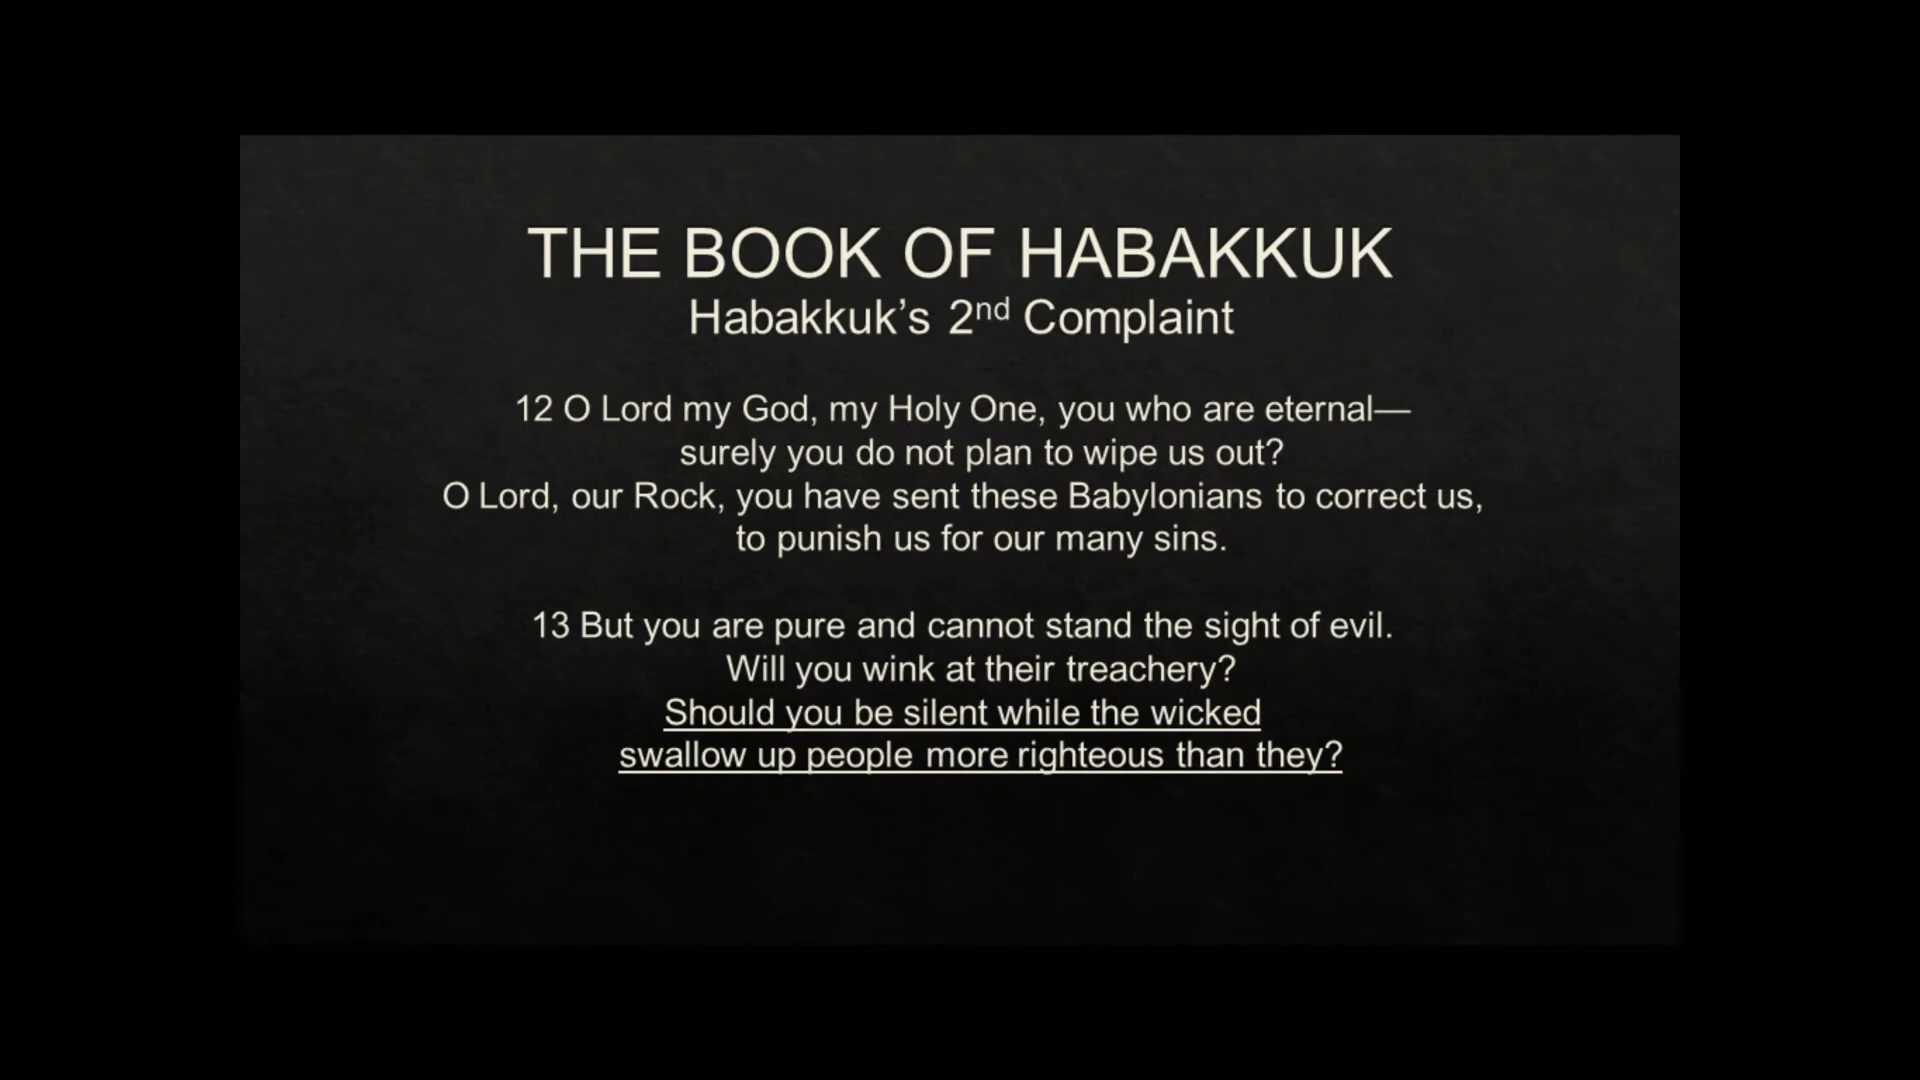 THE BOOK OF HABAKKUK
Habakkuk’s 2nd Complaint
12 O Lord my God, my Holy One, you who are eternal—
surely you do not plan to wipe us out?
O Lord, our Rock, you have sent these Babylonians to correct us,
to punish us for our many sins.
13 But you are pure and cannot stand the sight of evil.
Will you wink at their treachery?
Should you be silent while the wicked
swallow up people more righteous than they?